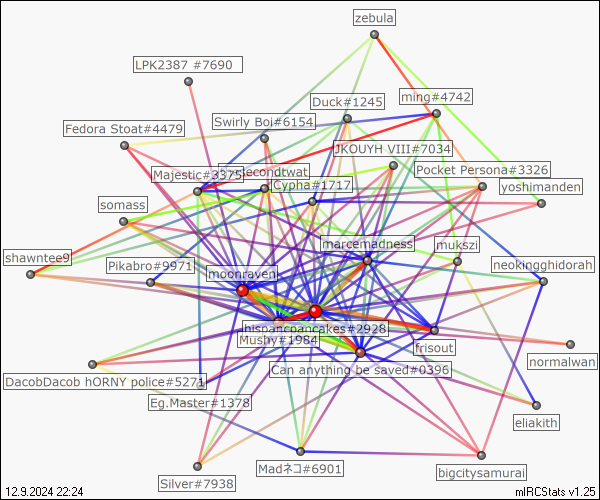 zebula
LPK2387 #7690
Duck#1245
ming#4742
Swirly Boi#6154
Fedora Stoat#4479
JKOUYH VIII#7034
Majestic#3375
secondtwat
Pocket Persona#3326
Cypha#1717
yoshimanden
somass
marcemadness
mukszi
shawntee9
Pikabro#9971
moonraven
neokingghidorah
hispancpancakes#2928
Mushy#1984
frisout
normalwan
Can anything be saved#0396
DacobDacob hORNY police#5271
Eg.Master#1378
eliakith
Madネコ#6901
bigcitysamurai
Silver#7938
12.9.2024 22:24
mIRCStats v1.25